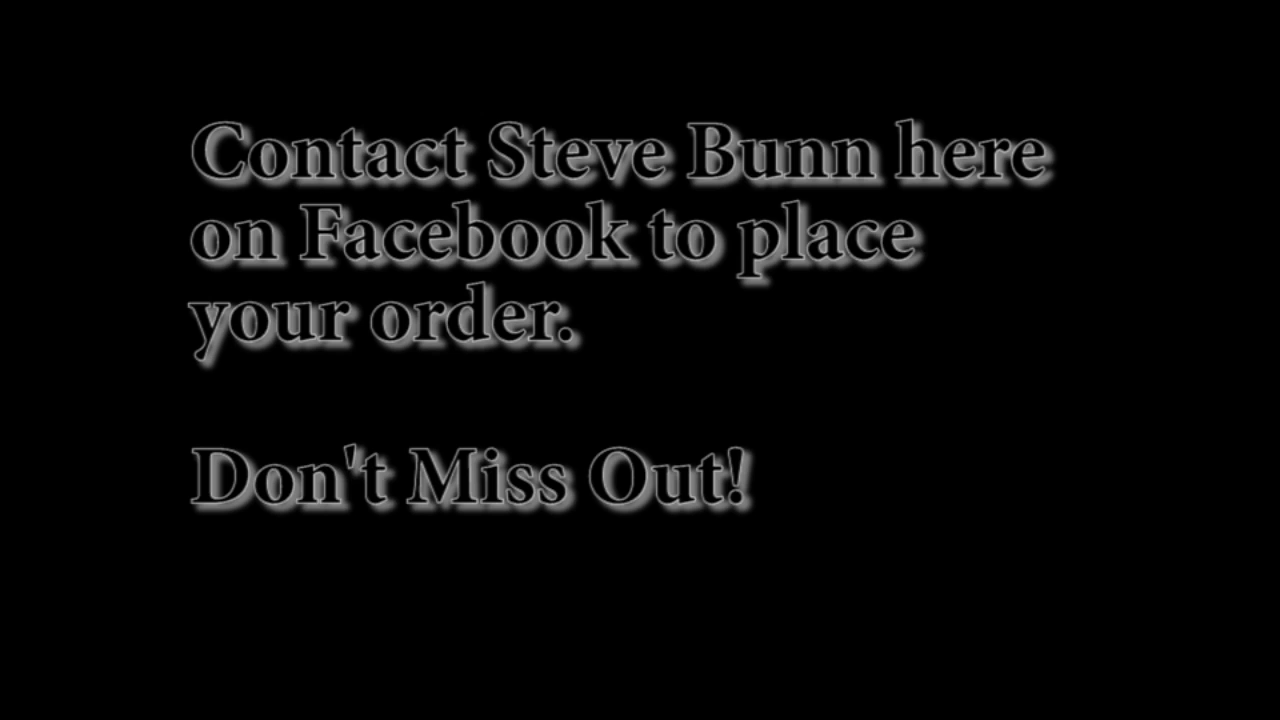 Contact Steve Bunn here
on Facebook to place
your order.
Don't Miss Out!